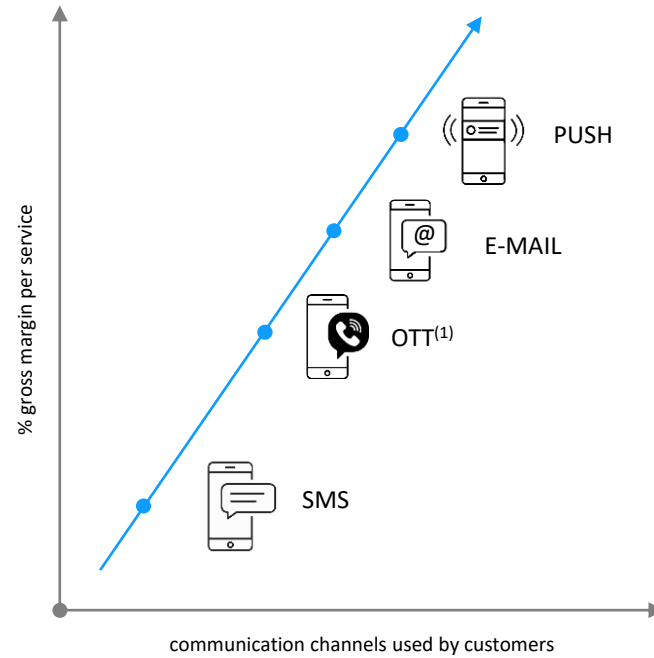 PUSH
@
E-MAIL
OTT(1)
SMS
% gross margin per service
communication channels used by customers